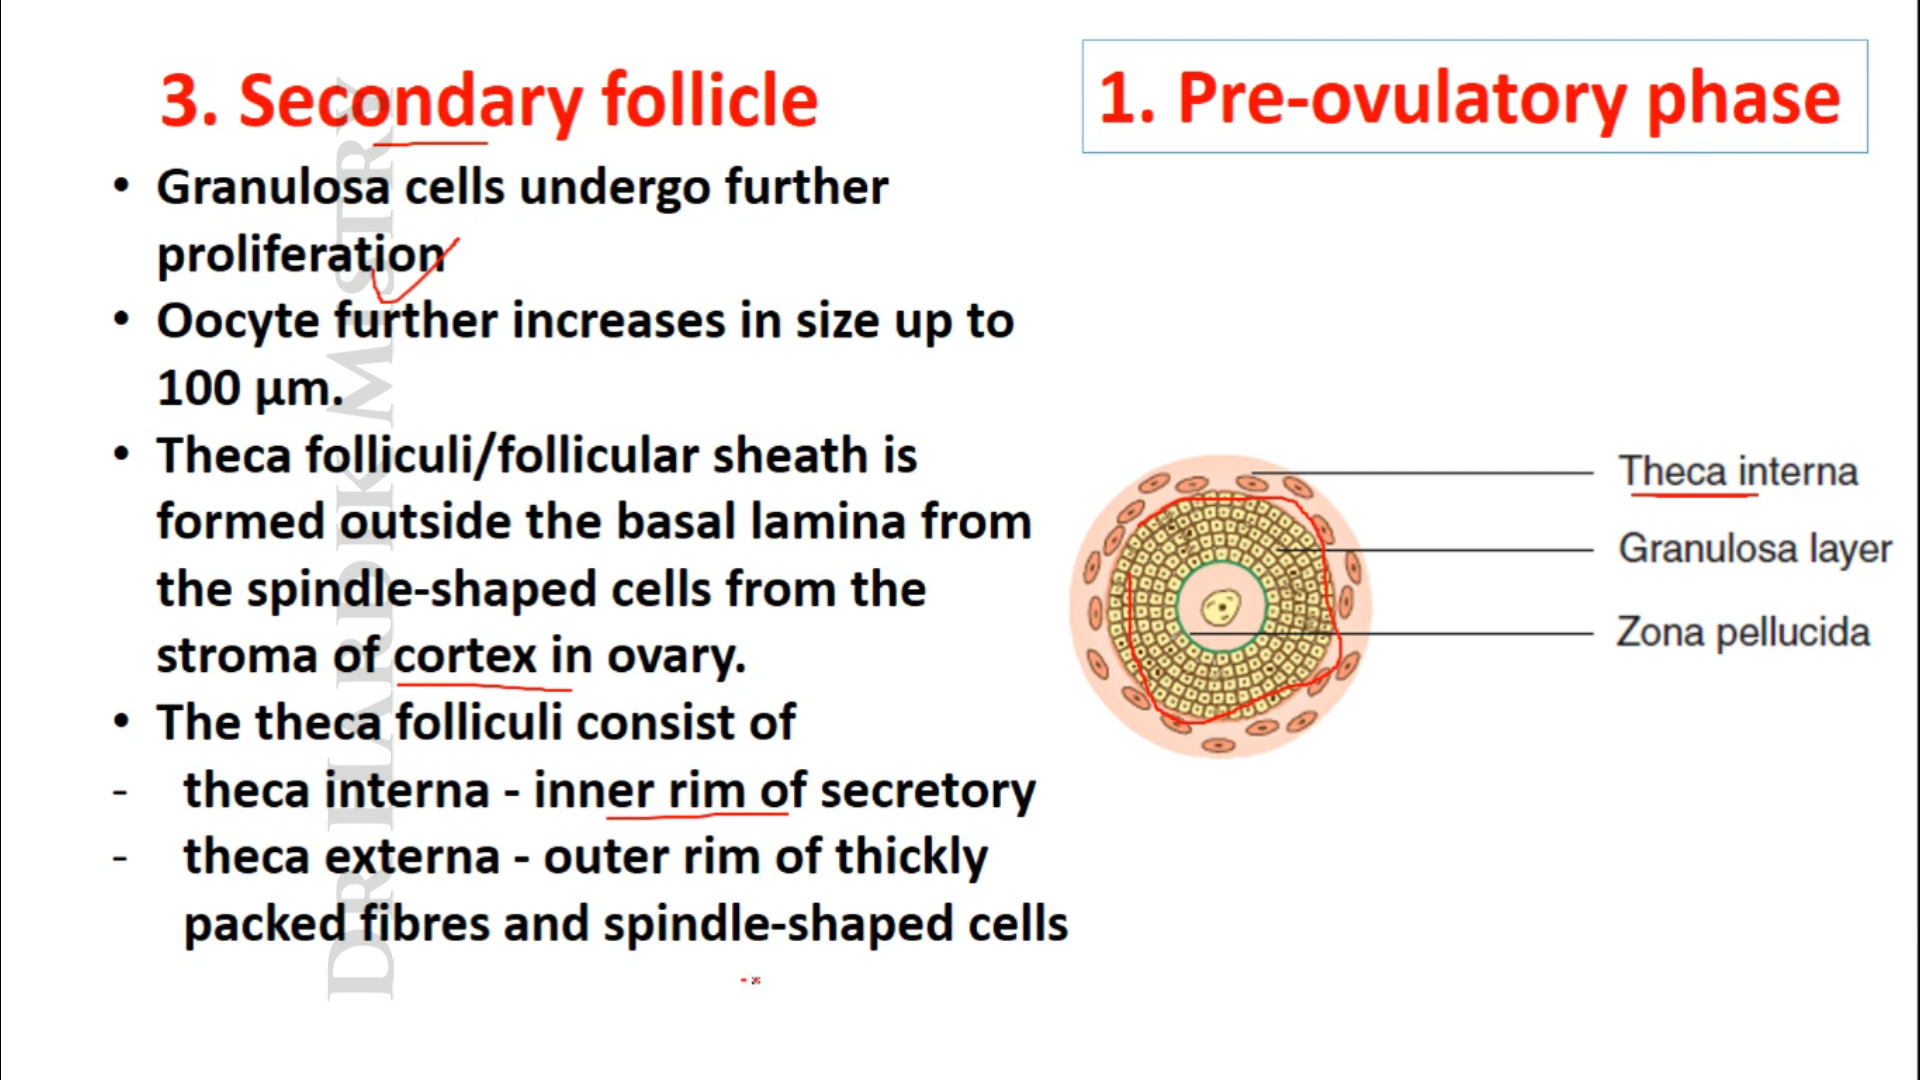 3. Secondary follicle
1. Pre-ovulatory phase
• Granulosa cells undergo further
proliferation
• Oocyte further increases in size up to
100 µm.
• Theca folliculi/follicular sheath is
formed outside the basal lamina from
the spindle-shaped cells from the
stroma of cortex in ovary.
• The theca folliculi consist of
- theca interna - inner rim of secretory
- theca externa - outer rim of thickly
packed fibres and spindle-shaped cells
Theca interna
Granulosa layer
Zona pellucida
DR HARDIK MISTRY